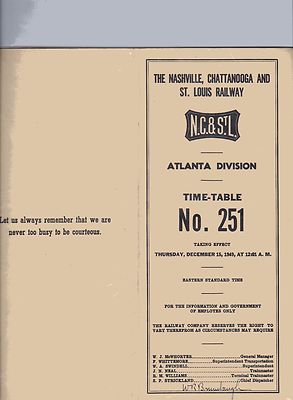 Let us always remember that we are
never too busy to be courteous.
THE NASHVILLE, CHATTANOOGA AND
ST. LOUIS RAILWAY
N.C.&St.L.
ATLANTA DIVISION
TIME-TABLE
No. 251
TAKING EFFECT
THURSDAY, DECEMBER 15, 1949, AT 12:01 A. M.
EASTERN STANDARD TIME
FOR THE INFORMATION AND GOVERNMENT
OF EMPLOYES ONLY
THE RAILWAY COMPANY RESERVES THE RIGHT TO
VARY THEREFROM AS CIRCUMSTANCES MAY REQUIRE
W. J. McWHORTER General Manager
F. WHITTEMORE Superintendent Transportation
W. A. SWINDELL Superintendent
J. N. NEAL Trainmaster
R. M. WILLIAMS Terminal Trainmaster
S. P. STRICKLAND Chief Dispatcher